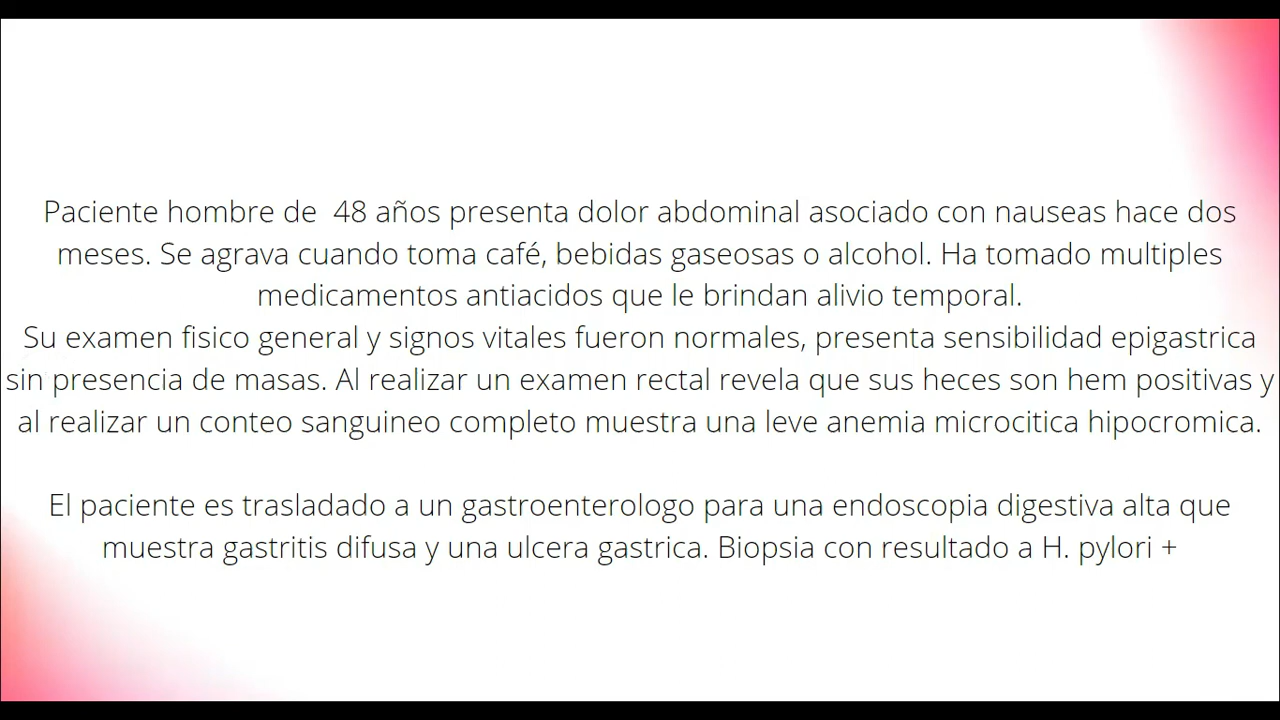 Paciente hombre de  48 años presenta dolor abdominal asociado con nauseas hace dos
meses. Se agrava cuando toma café, bebidas gaseosas o alcohol. Ha tomado multiples
medicamentos antiacidos que le brindan alivio temporal.
Su examen fisico general y signos vitales fueron normales, presenta sensibilidad epigastrica
sin presencia de masas. Al realizar un examen rectal revela que sus heces son hem positivas y
al realizar un conteo sanguineo completo muestra una leve anemia microcitica hipocromica.
El paciente es trasladado a un gastroenterologo para una endoscopia digestiva alta que
muestra gastritis difusa y una ulcera gastrica. Biopsia con resultado a H. pylori +